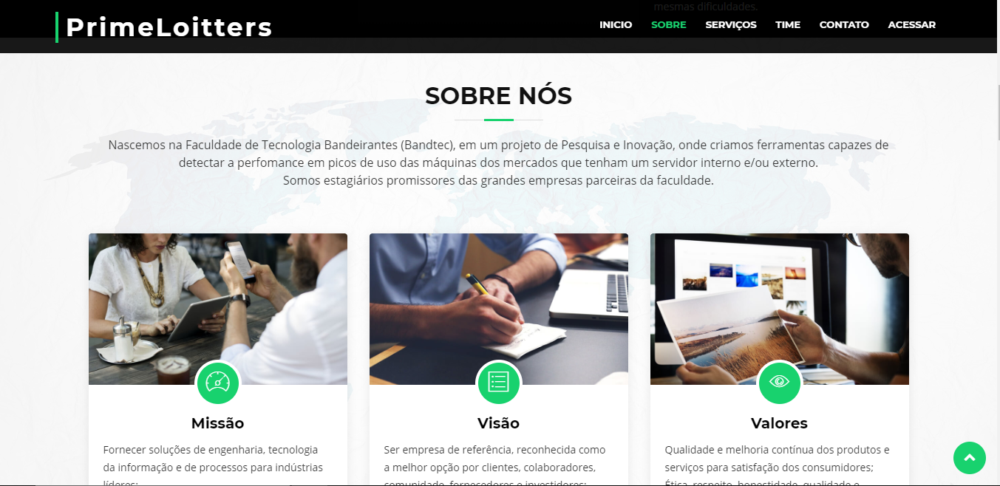 mesmas dificuldades.
PrimeLoitters
INICIO SOBRE SERVIÇOS TIME CONTATO ACESSAR
SOBRE NÓS
Nascemos na Faculdade de Tecnologia Bandeirantes (Bandtec), em um projeto de Pesquisa e Inovação, onde criamos ferramentas capazes de
detectar a perfomance em picos de uso das máquinas dos mercados que tenham um servidor interno e/ou externo.
Somos estagiários promissores das grandes empresas parceiras da faculdade.
Missão
Fornecer soluções de engenharia, tecnologia
da informação e de processos para indústrias
líderes;
Visão
Ser empresa de referência, reconhecida como
a melhor opção por clientes, colaboradores,
comunidade, fornecedores e investidores;
Valores
Qualidade e melhoria contínua dos produtos e
serviços para satisfação dos consumidores;
Ética, respeito, honestidade, qualidade e